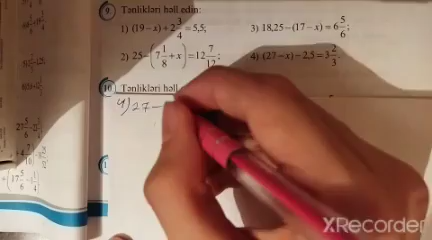 9 Tənlikləri həll edin:
1) (19 – x) + 2 3/4 = 5,5;
3) 18,25 – (17 – x) = 6 5/6;
2) 25 – (7 1/8 + x) = 12 7/12;
4) (27 – x) – 2,5 = 3 2/3.
10 Tənlikləri həll
4) 27 –
XRecorder